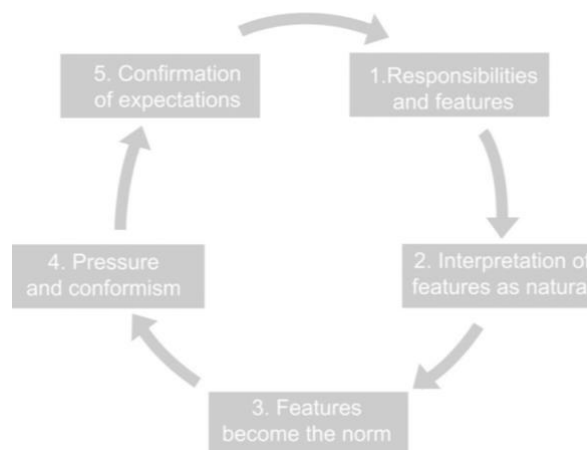 1.Responsibilities
and features
2. Interpretation of
features as natura
3. Features
become the norm
4. Pressure
and conformism
5. Confirmation
of expectations